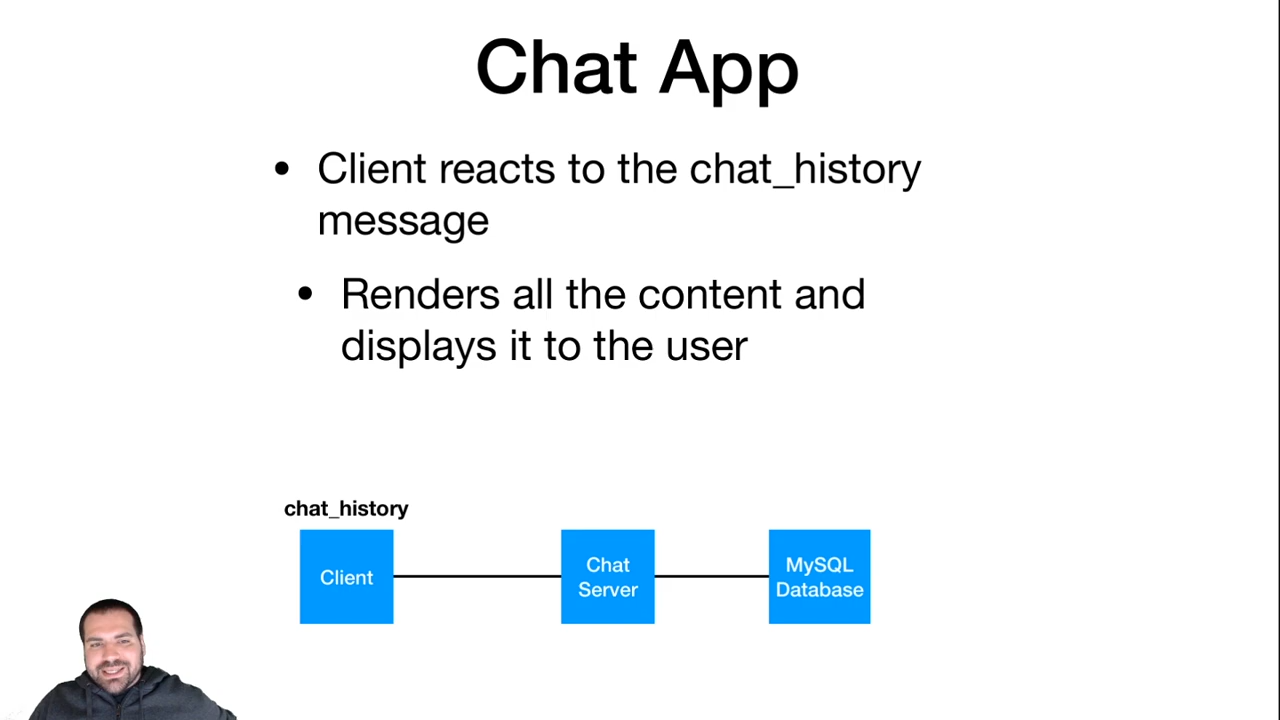 Chat App
• Client reacts to the chat_history
message
• Renders all the content and
displays it to the user
chat_history
Client
Chat
Server
MySQL
Database